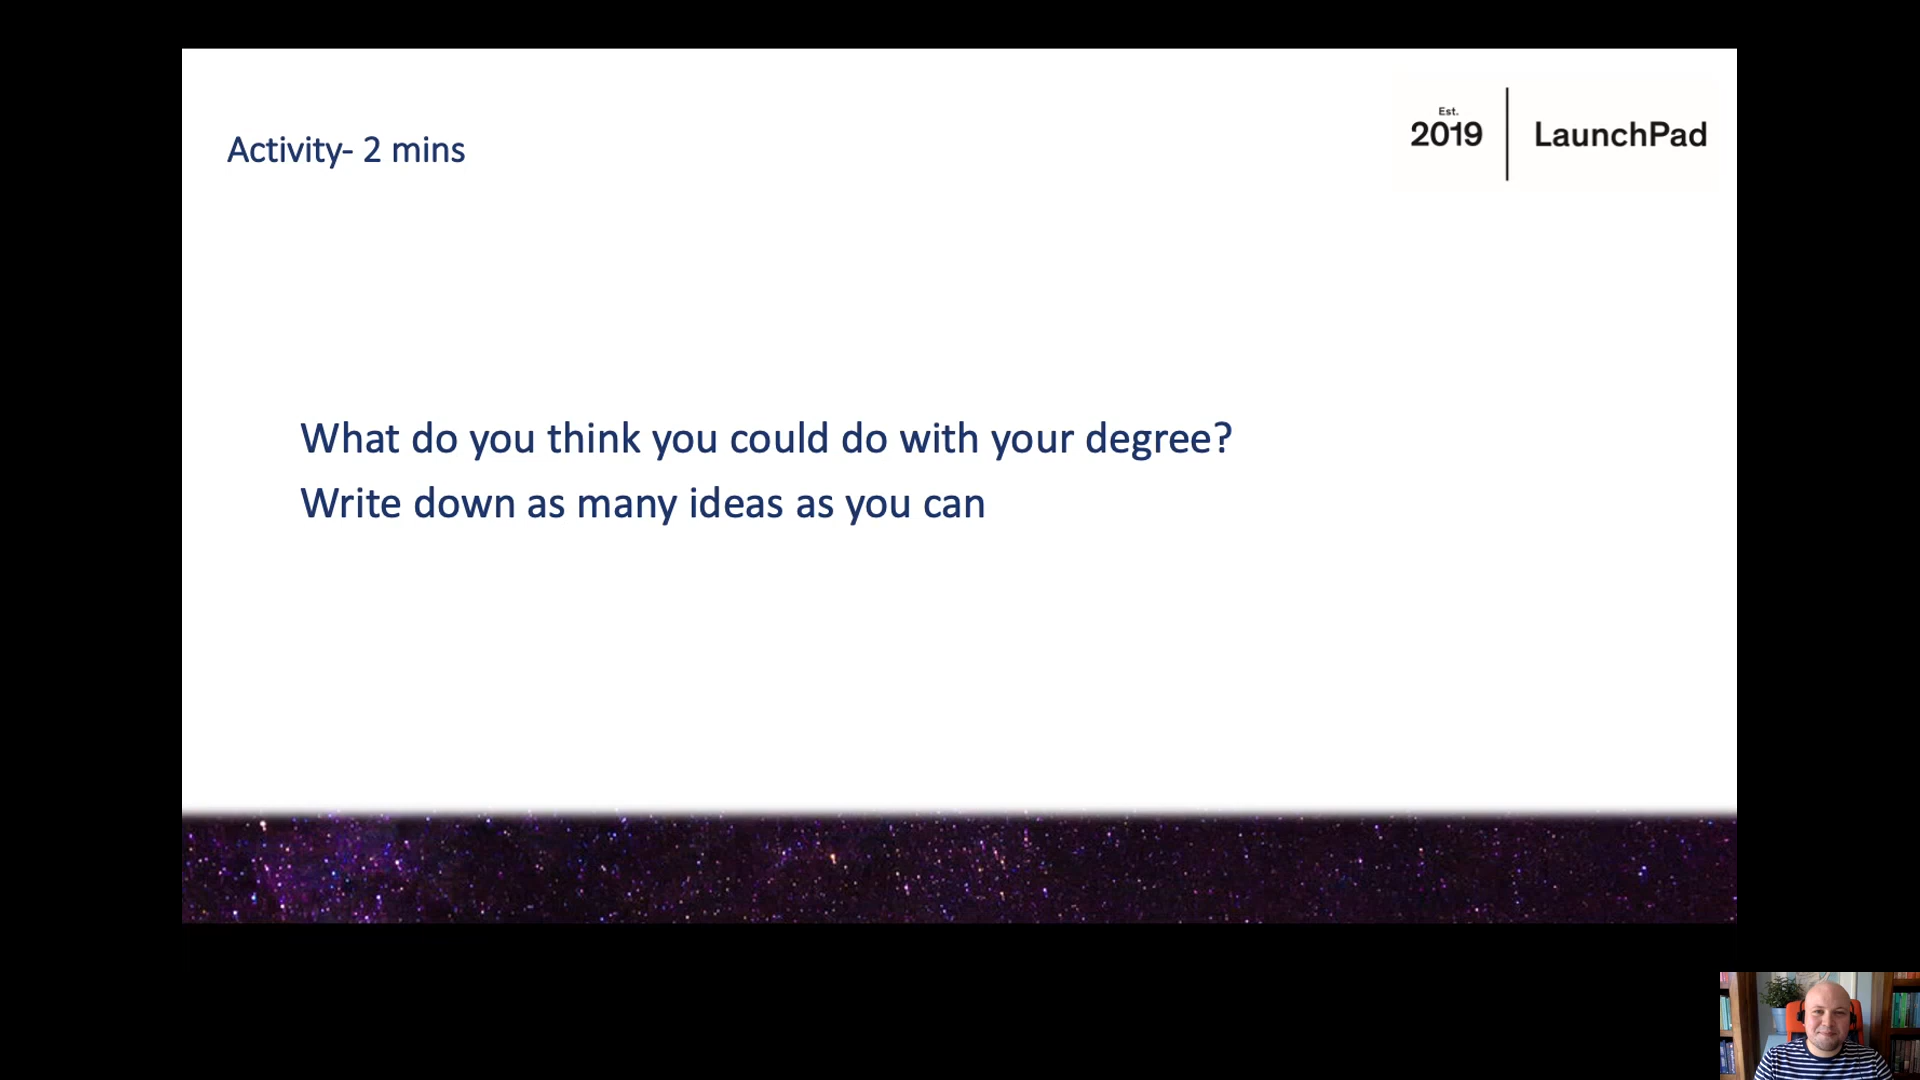 Est.
2019
LaunchPad
Activity- 2 mins
What do you think you could do with your degree?
Write down as many ideas as you can